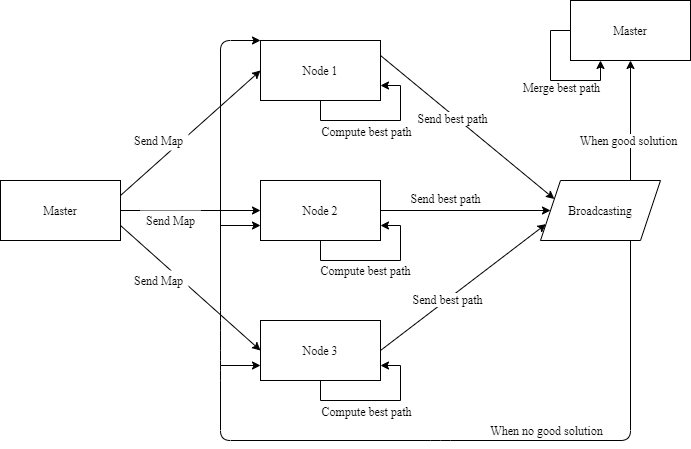 Master
Merge best path
Node 1
Compute best path
Send best path
Send Map
When good solution
Master
Send Map
Node 2
Compute best path
Send best path
Broadcasting
Send Map
Node 3
Compute best path
Send best path
When no good solution